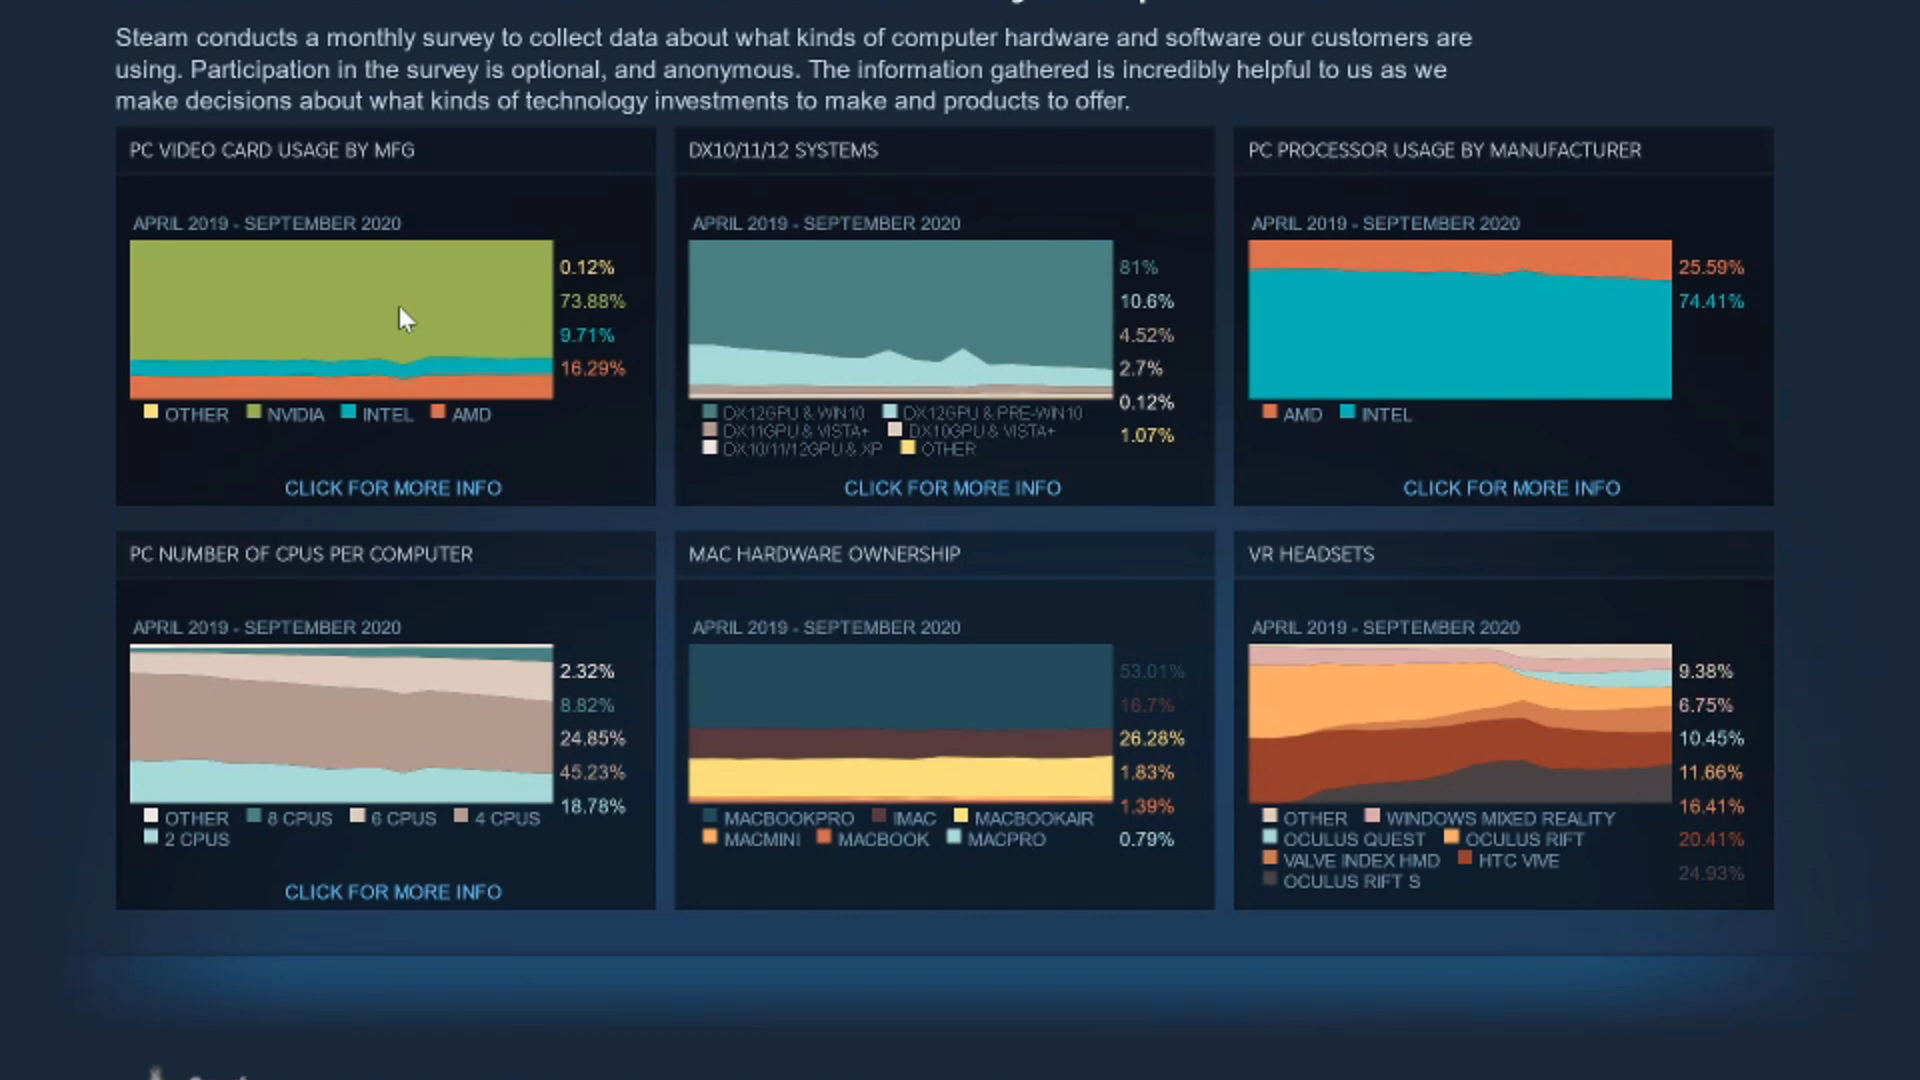 Steam conducts a monthly survey to collect data about what kinds of computer hardware and software our customers are
using. Participation in the survey is optional, and anonymous. The information gathered is incredibly helpful to us as we
make decisions about what kinds of technology investments to make and products to offer.
PC VIDEO CARD USAGE BY MFG
APRIL 2019 - SEPTEMBER 2020
0.12%
73.88%
9.71%
16.29%
OTHER NVIDIA INTEL AMD
CLICK FOR MORE INFO
DX10/11/12 SYSTEMS
APRIL 2019 - SEPTEMBER 2020
81%
10.6%
4.52%
2.7%
0.12%
1.07%
DX12GPU & WIN10 DX12GPU & PRE-WIN10
DX11GPU & VISTA+ DX10GPU & VISTA+
DX10/11/12GPU & XP OTHER
CLICK FOR MORE INFO
PC PROCESSOR USAGE BY MANUFACTURER
APRIL 2019 - SEPTEMBER 2020
25.59%
74.41%
AMD INTEL
CLICK FOR MORE INFO
PC NUMBER OF CPUS PER COMPUTER
APRIL 2019 - SEPTEMBER 2020
2.32%
8.82%
24.85%
45.23%
18.78%
OTHER 8 CPUS 6 CPUS 4 CPUS
2 CPUS
CLICK FOR MORE INFO
MAC HARDWARE OWNERSHIP
APRIL 2019 - SEPTEMBER 2020
53.01%
16.7%
26.28%
1.83%
1.39%
0.79%
MACBOOKPRO IMAC MACBOOKAIR
MACMINI MACBOOK MACPRO
VR HEADSETS
APRIL 2019 - SEPTEMBER 2020
9.38%
6.75%
10.45%
11.66%
16.41%
20.41%
24.93%
OTHER WINDOWS MIXED REALITY
OCULUS QUEST OCULUS RIFT
VALVE INDEX HMD HTC VIVE
OCULUS RIFT S